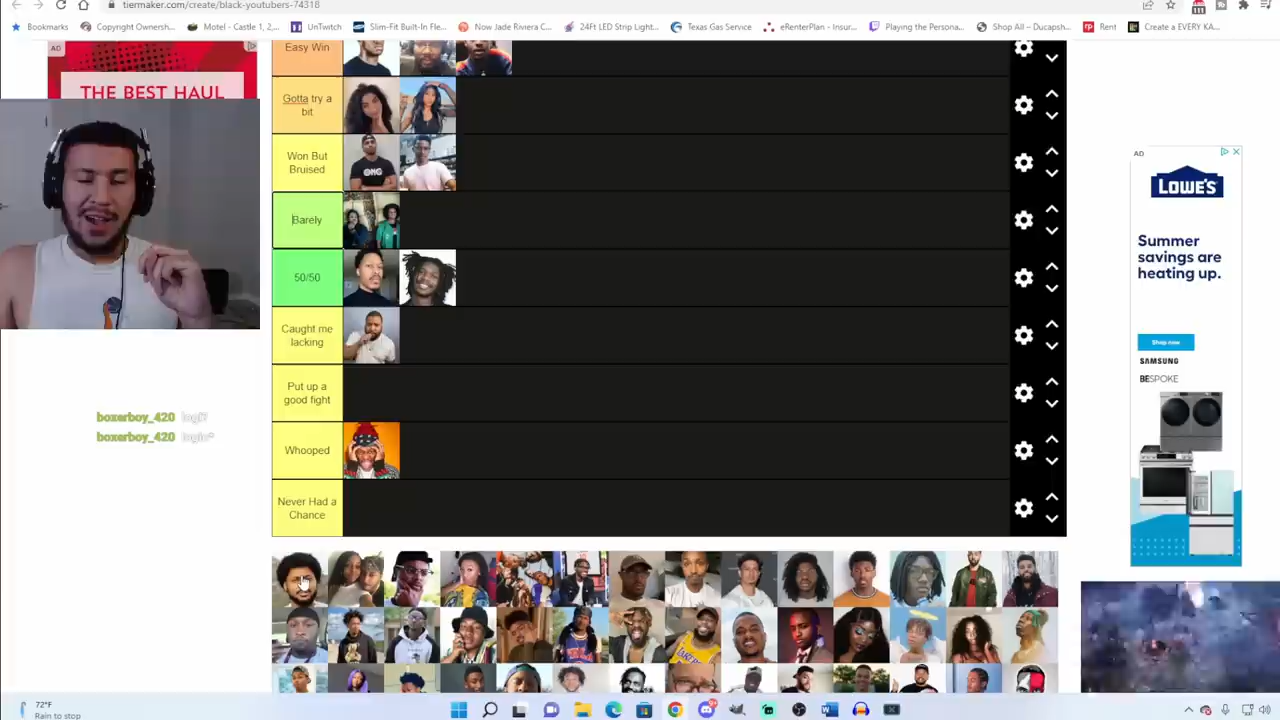 tiermaker.com/create/black-youtubers-74318
Bookmarks
Copyright Ownersh...
Motel - Castle 1, 2,...
UnTwitch
Slim-Fit Built-In Fle...
Now Jade Riviera C...
24Ft LED Strip Light...
Texas Gas Service
eRenterPlan - Insur...
Playing the Persona...
Shop All – Ducapsh...
Rent
Create a EVERY KA...
AD
THE BEST HAUL
Easy Win
Gotta try a
bit
Won But
Bruised
OMG
Barely
50/50
Caught me
lacking
Put up a
good fight
Whooped
Never Had a
Chance
boxerboy_420 logi?
boxerboy_420 logic*
AD
LOWE'S
Summer
savings are
heating up.
Shop now
SAMSUNG
BESPOKE
72°F
Rain to stop